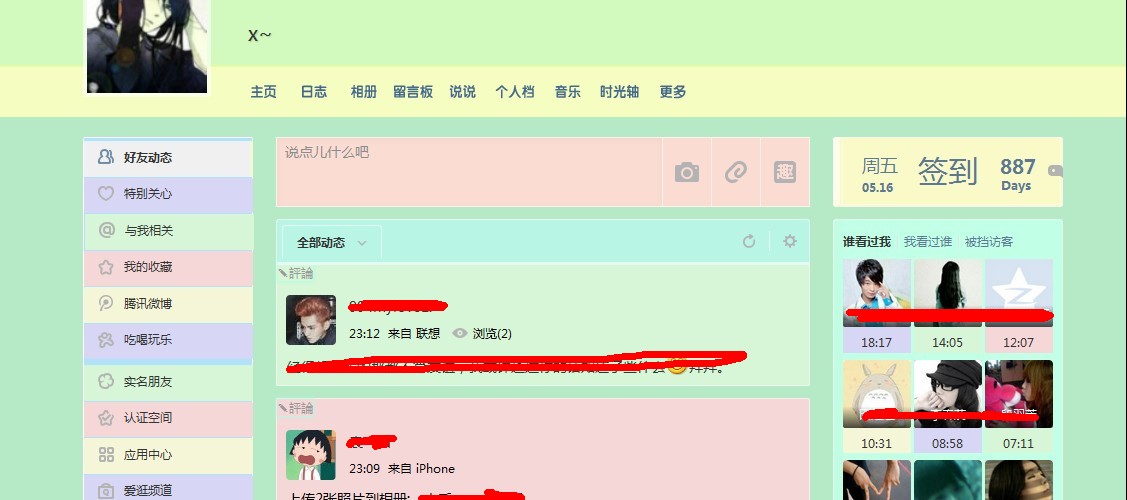 x~
主页 日志 相册 留言板 说说 个人档 音乐 时光轴 更多
好友动态
特别关心
与我相关
我的收藏
腾讯微博
吃喝玩乐
实名朋友
认证空间
应用中心
爱逛频道
说点儿什么吧
趣
全部动态
評論
23:12 来自 联想 浏览(2)
評論
23:09 来自 iPhone
上传2张照片到相册:
周五
05.16
签到
887
Days
谁看过我 我看过谁 被挡访客
18:17 14:05 12:07
10:31 08:58 07:11